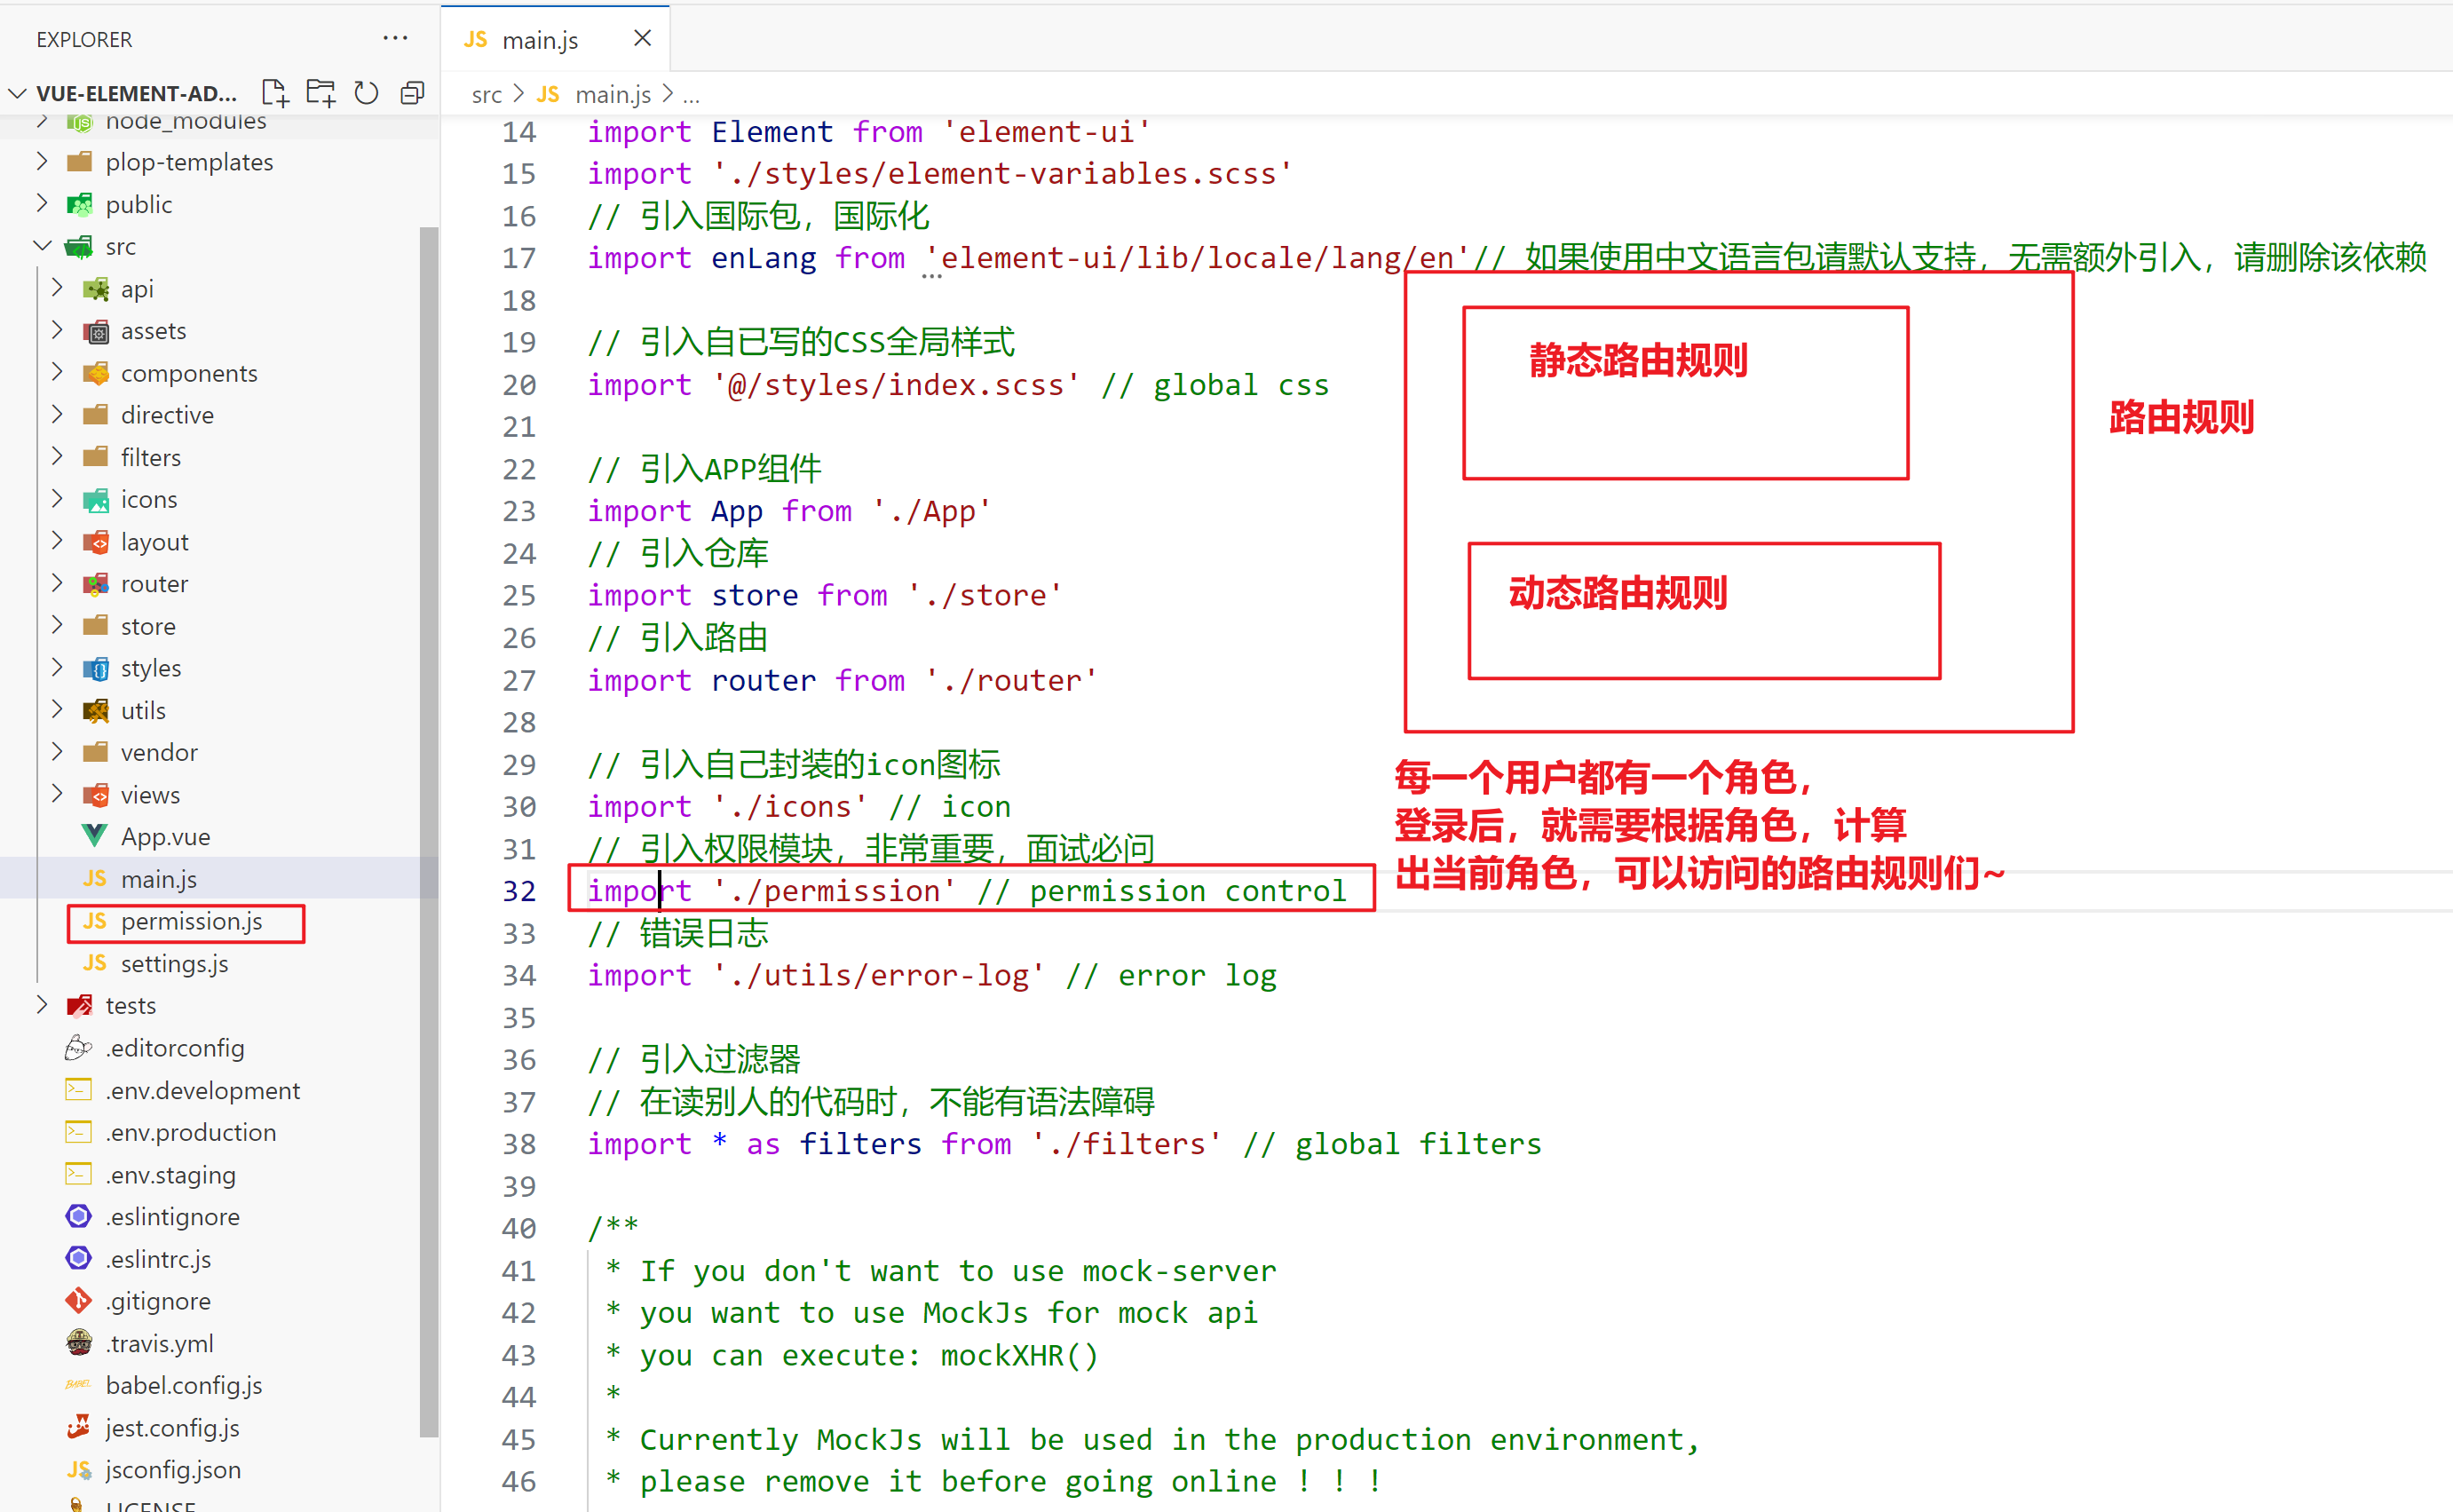 EXPLORER
VUE-ELEMENT-AD...
node_modules
plop-templates
public
src
api
assets
components
directive
filters
icons
layout
router
store
styles
utils
vendor
views
App.vue
JS main.js
JS permission.js
JS settings.js
tests
.editorconfig
.env.development
.env.production
.env.staging
.eslintignore
.eslintrc.js
.gitignore
.travis.yml
babel.config.js
jest.config.js
jsconfig.json
LICENSE
JS main.js
src > JS main.js > ...
14 import Element from 'element-ui'
15 import './styles/element-variables.scss'
16 // 引入国际包，国际化
17 import enLang from 'element-ui/lib/locale/lang/en'// 如果使用中文语言包请默认支持，无需额外引入，请删除该依赖
18
19 // 引入自已写的CSS全局样式
20 import '@/styles/index.scss' // global css
21
22 // 引入APP组件
23 import App from './App'
24 // 引入仓库
25 import store from './store'
26 // 引入路由
27 import router from './router'
28
29 // 引入自己封装的icon图标
30 import './icons' // icon
31 // 引入权限模块，非常重要，面试必问
32 import './permission' // permission control
33 // 错误日志
34 import './utils/error-log' // error log
35
36 // 引入过滤器
37 // 在读别人的代码时，不能有语法障碍
38 import * as filters from './filters' // global filters
39
40 /**
41 * If you don't want to use mock-server
42 * you want to use MockJs for mock api
43 * you can execute: mockXHR()
44 *
45 * Currently MockJs will be used in the production environment,
46 * please remove it before going online ! ! !
静态路由规则
路由规则
动态路由规则
每一个用户都有一个角色，
登录后，就需要根据角色，计算
出当前角色，可以访问的路由规则们~